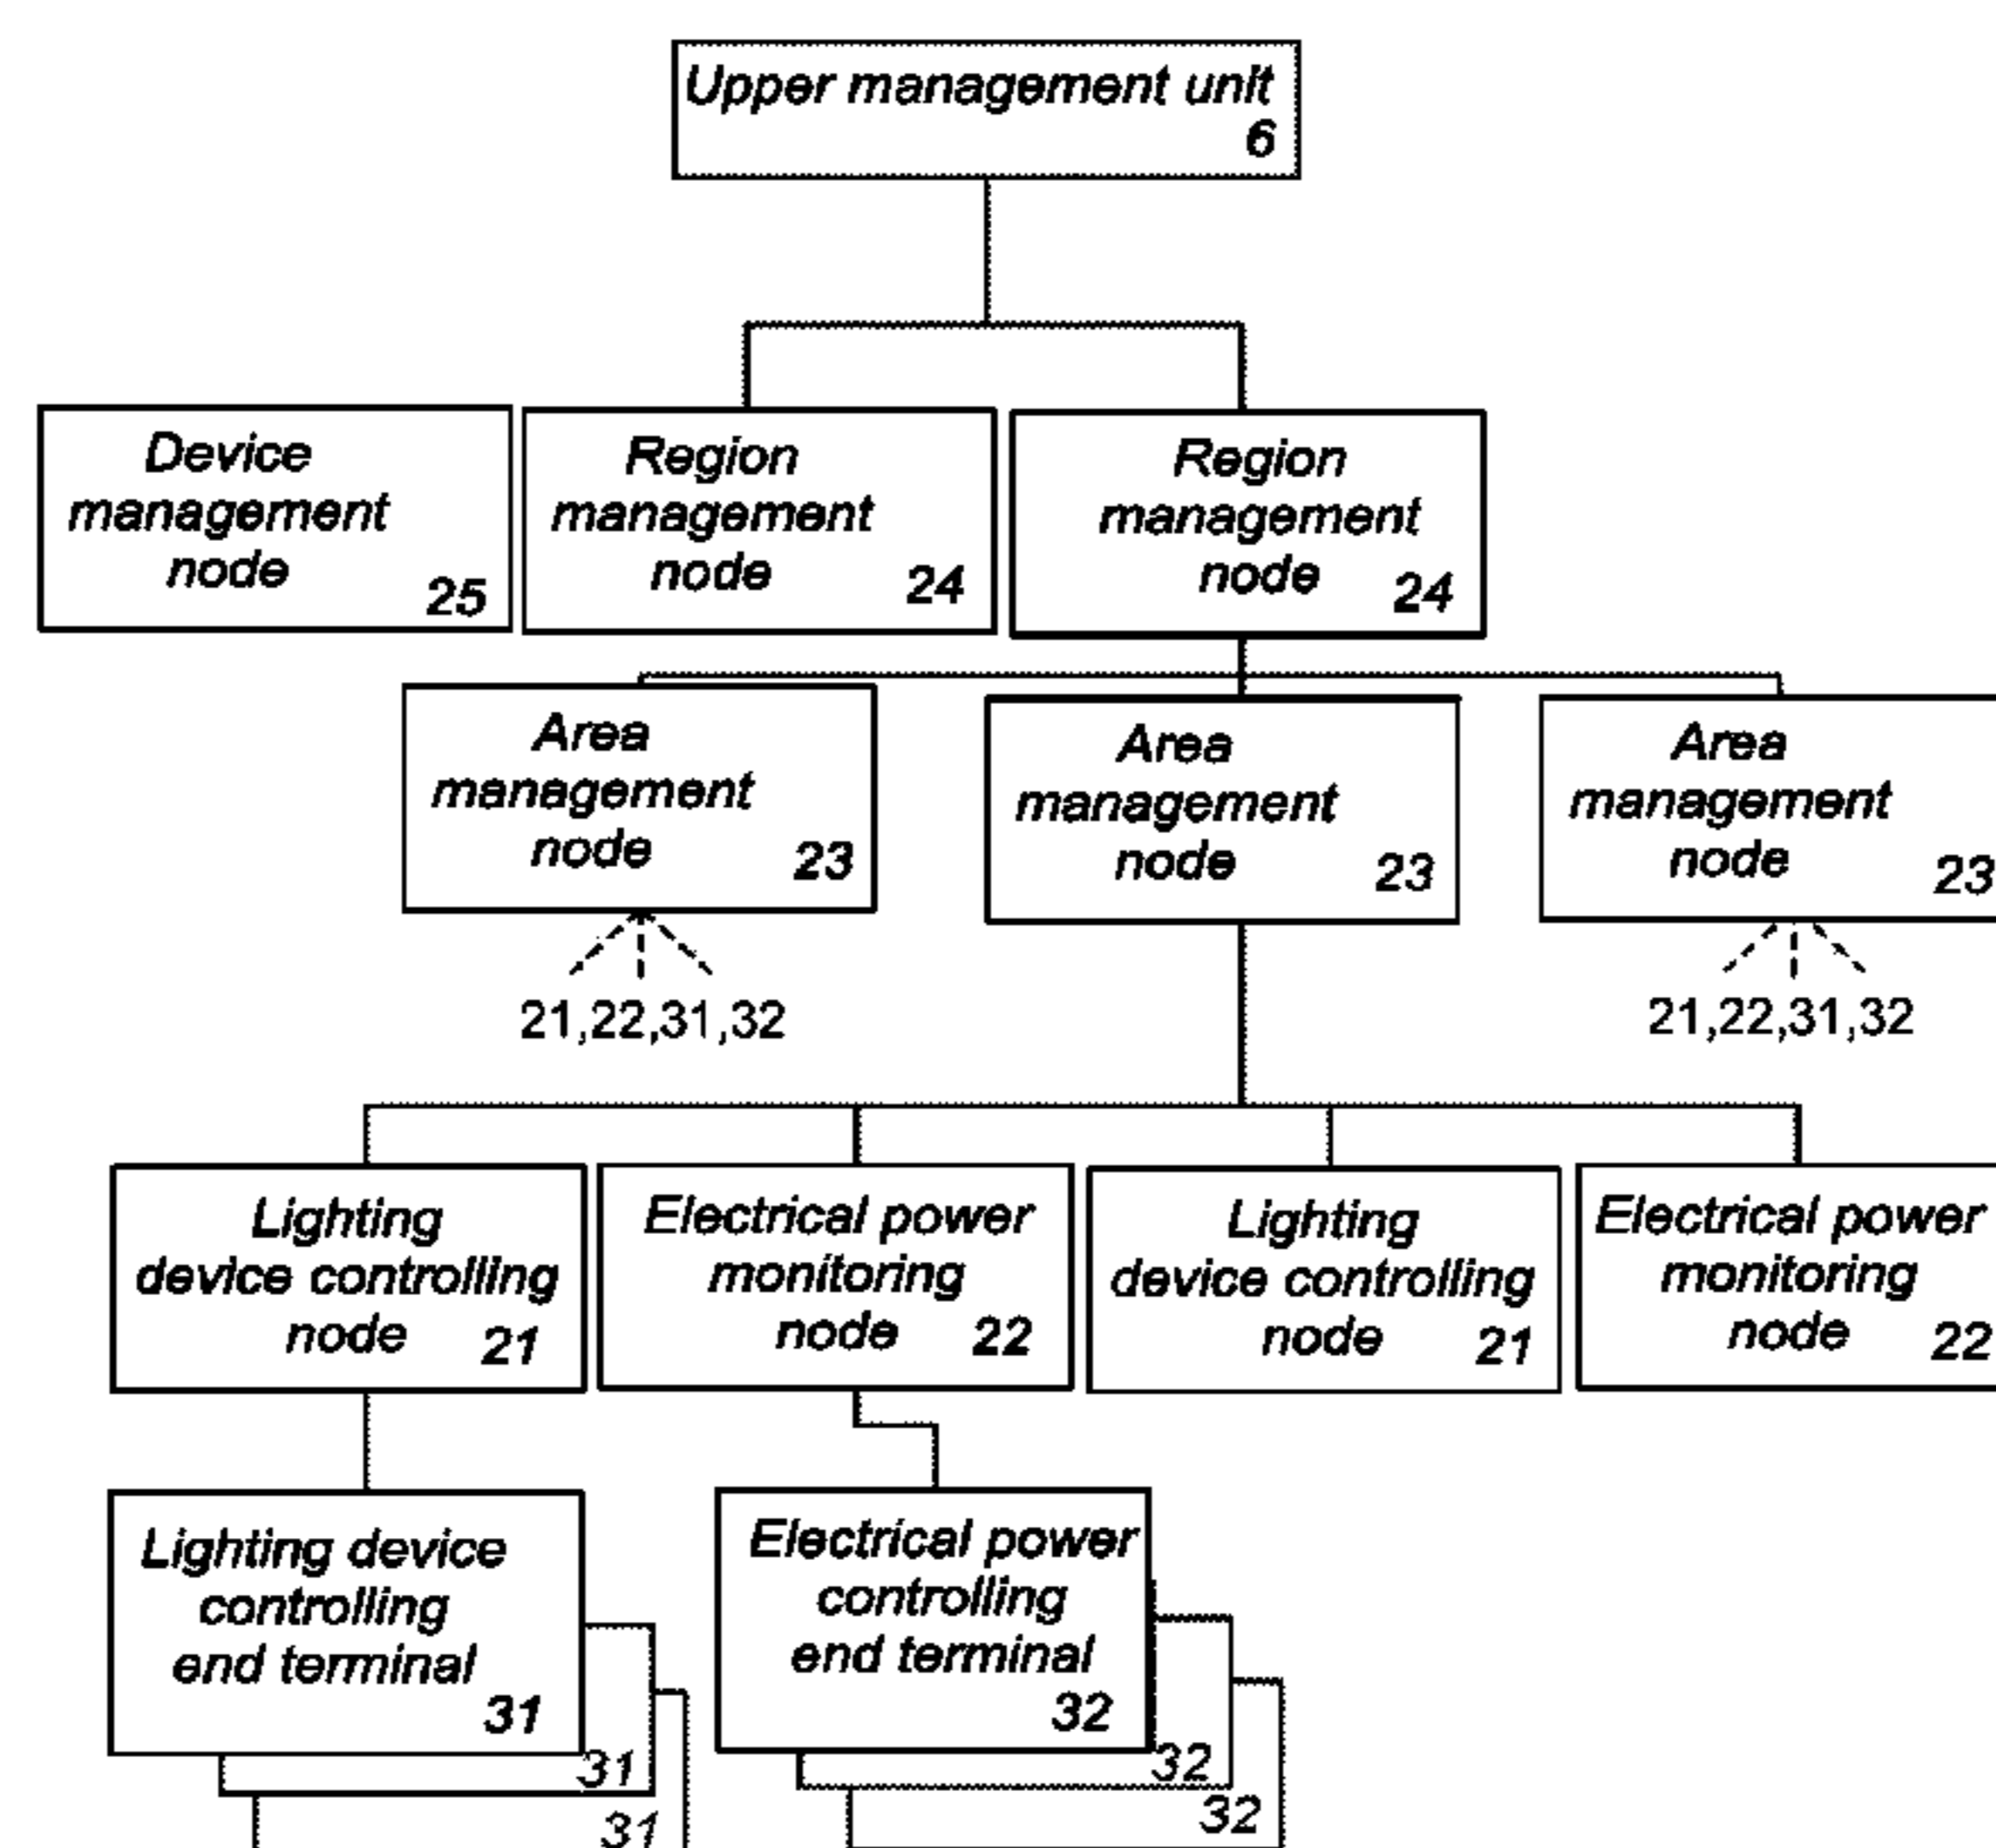 Upper management unit
6
Device
management
node
25
Region
management
node
24
Region
management
node
24
Area
management
node
23
Area
management
node
23
Area
management
node
23
21,22,31,32
21,22,31,32
Lighting
device controlling
node
21
Electrical power
monitoring
node
22
Lighting
device controlling
node
21
Electrical power
monitoring
node
22
Lighting device
controlling
end terminal
31
31
31
Electrical power
controlling
end terminal
32
32
32